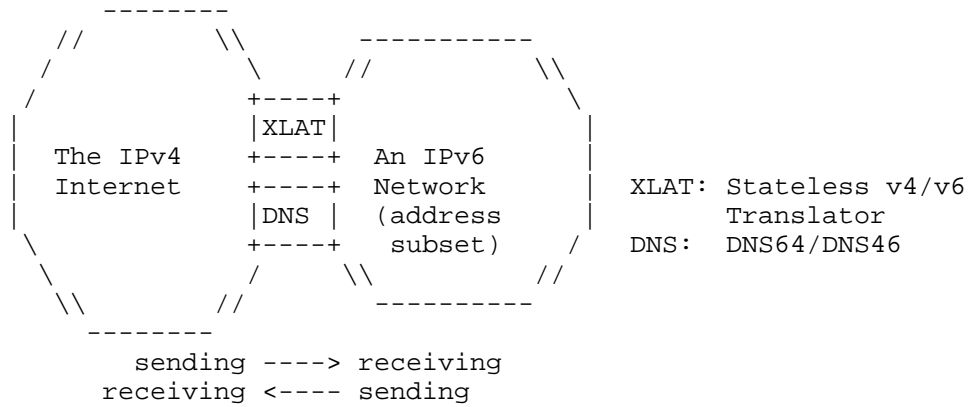 XLAT
The IPv4 An IPv6
Internet Network XLAT: Stateless v4/v6
DNS (address Translator
subset) DNS: DNS64/DNS46
sending ----> receiving
receiving <---- sending